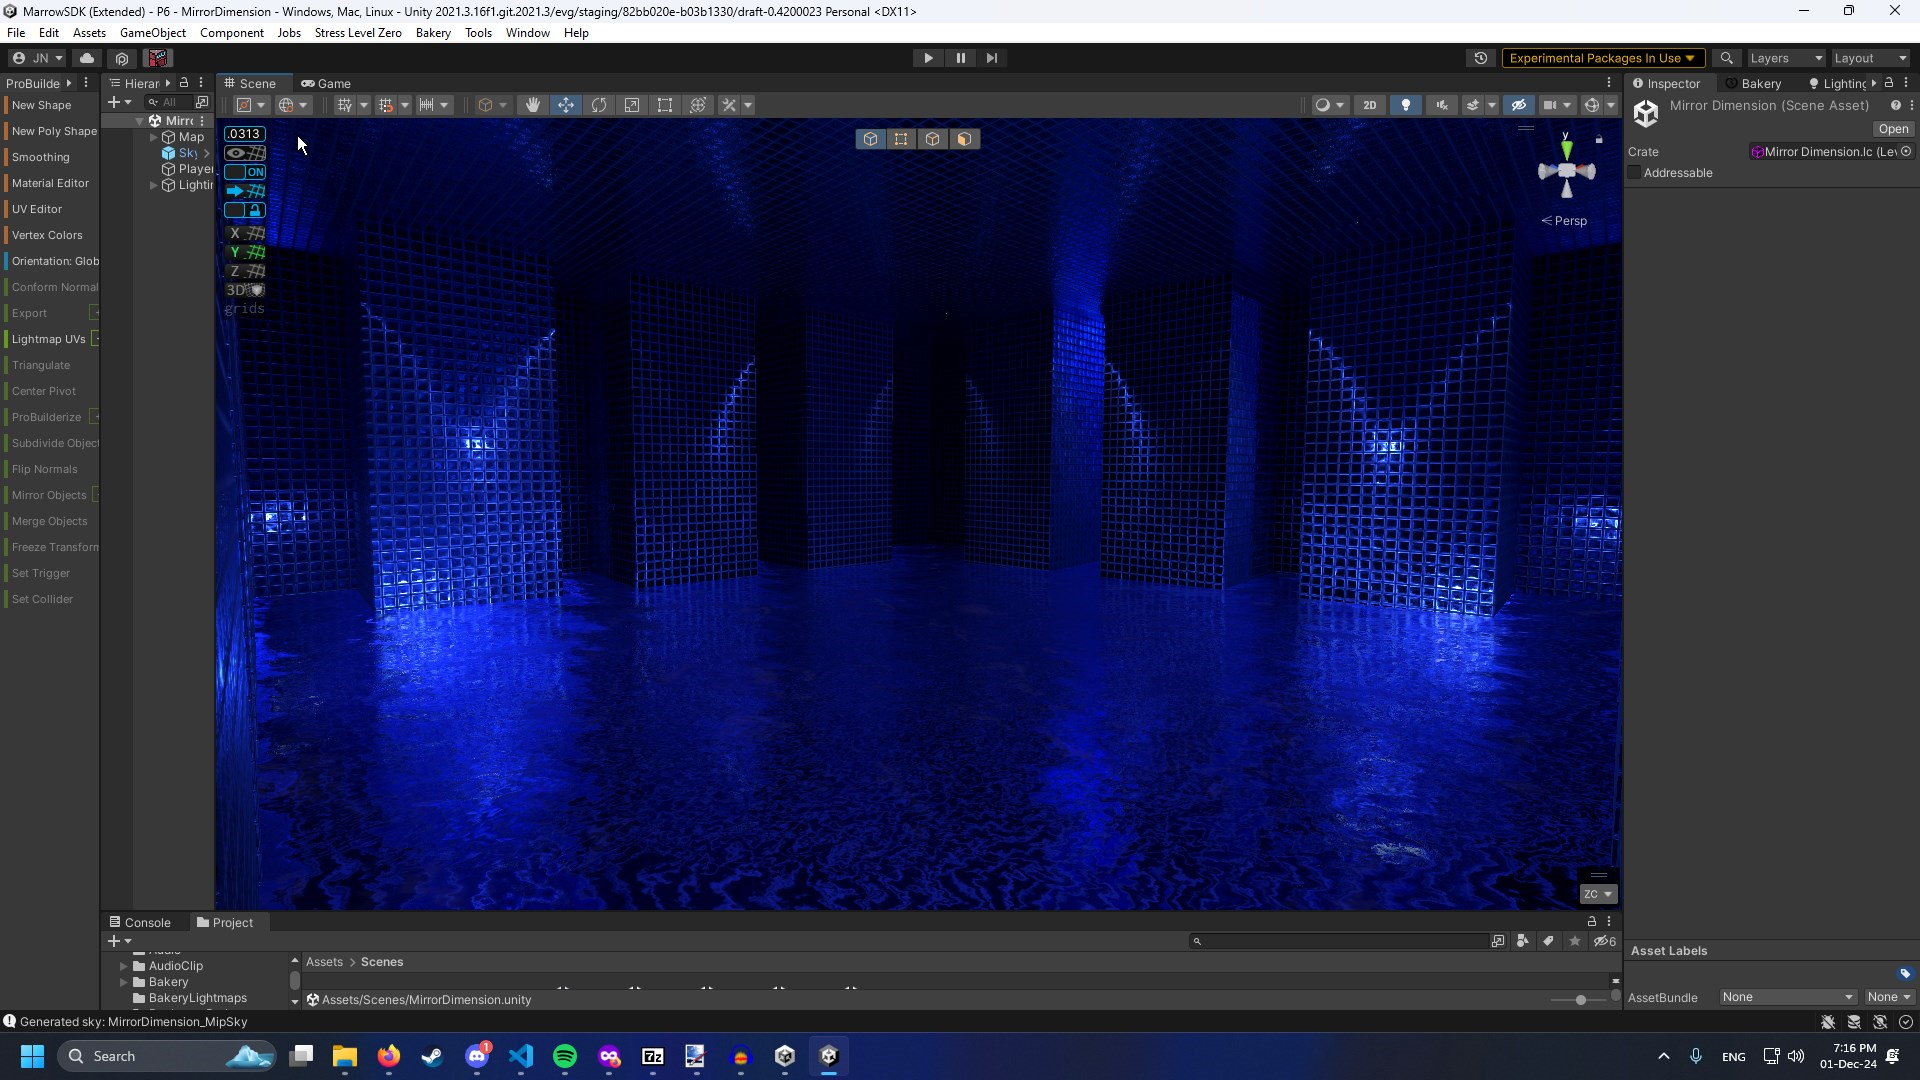 MarrowSDK (Extended) - P6 - MirrorDimension - Windows, Mac, Linux - Unity 2021.3.16f1.git.2021.3/evg/staging/82bb020e-b03b1330/draft-0.4200023 Personal <DX11>
File Edit Assets GameObject Component Jobs Stress Level Zero Bakery Tools Window Help
JN
Experimental Packages In Use
Layers
Layout
ProBuilde
Hierar
Scene
Game
Inspector
Bakery
Lighting
New Shape
New Poly Shape
Smoothing
Material Editor
UV Editor
Vertex Colors
Orientation: Glob
Conform Normal
Export
Lightmap UVs
Triangulate
Center Pivot
ProBuilderize
Subdivide Object
Flip Normals
Mirror Objects
Merge Objects
Freeze Transform
Set Trigger
Set Collider
All
Mirrc
Map
Sky
Player
Lightin
2D
.0313
ON
X
Y
Z
3D
grids
y
Persp
ZC
Mirror Dimension (Scene Asset)
Open
Crate
Mirror Dimension.lc (Lev
Addressable
Console
Project
6
AudioClip
Bakery
BakeryLightmaps
Assets > Scenes
Assets/Scenes/MirrorDimension.unity
Asset Labels
AssetBundle
None
None
Generated sky: MirrorDimension_MipSky
Search
1
7z
ENG
7:16 PM
01-Dec-24